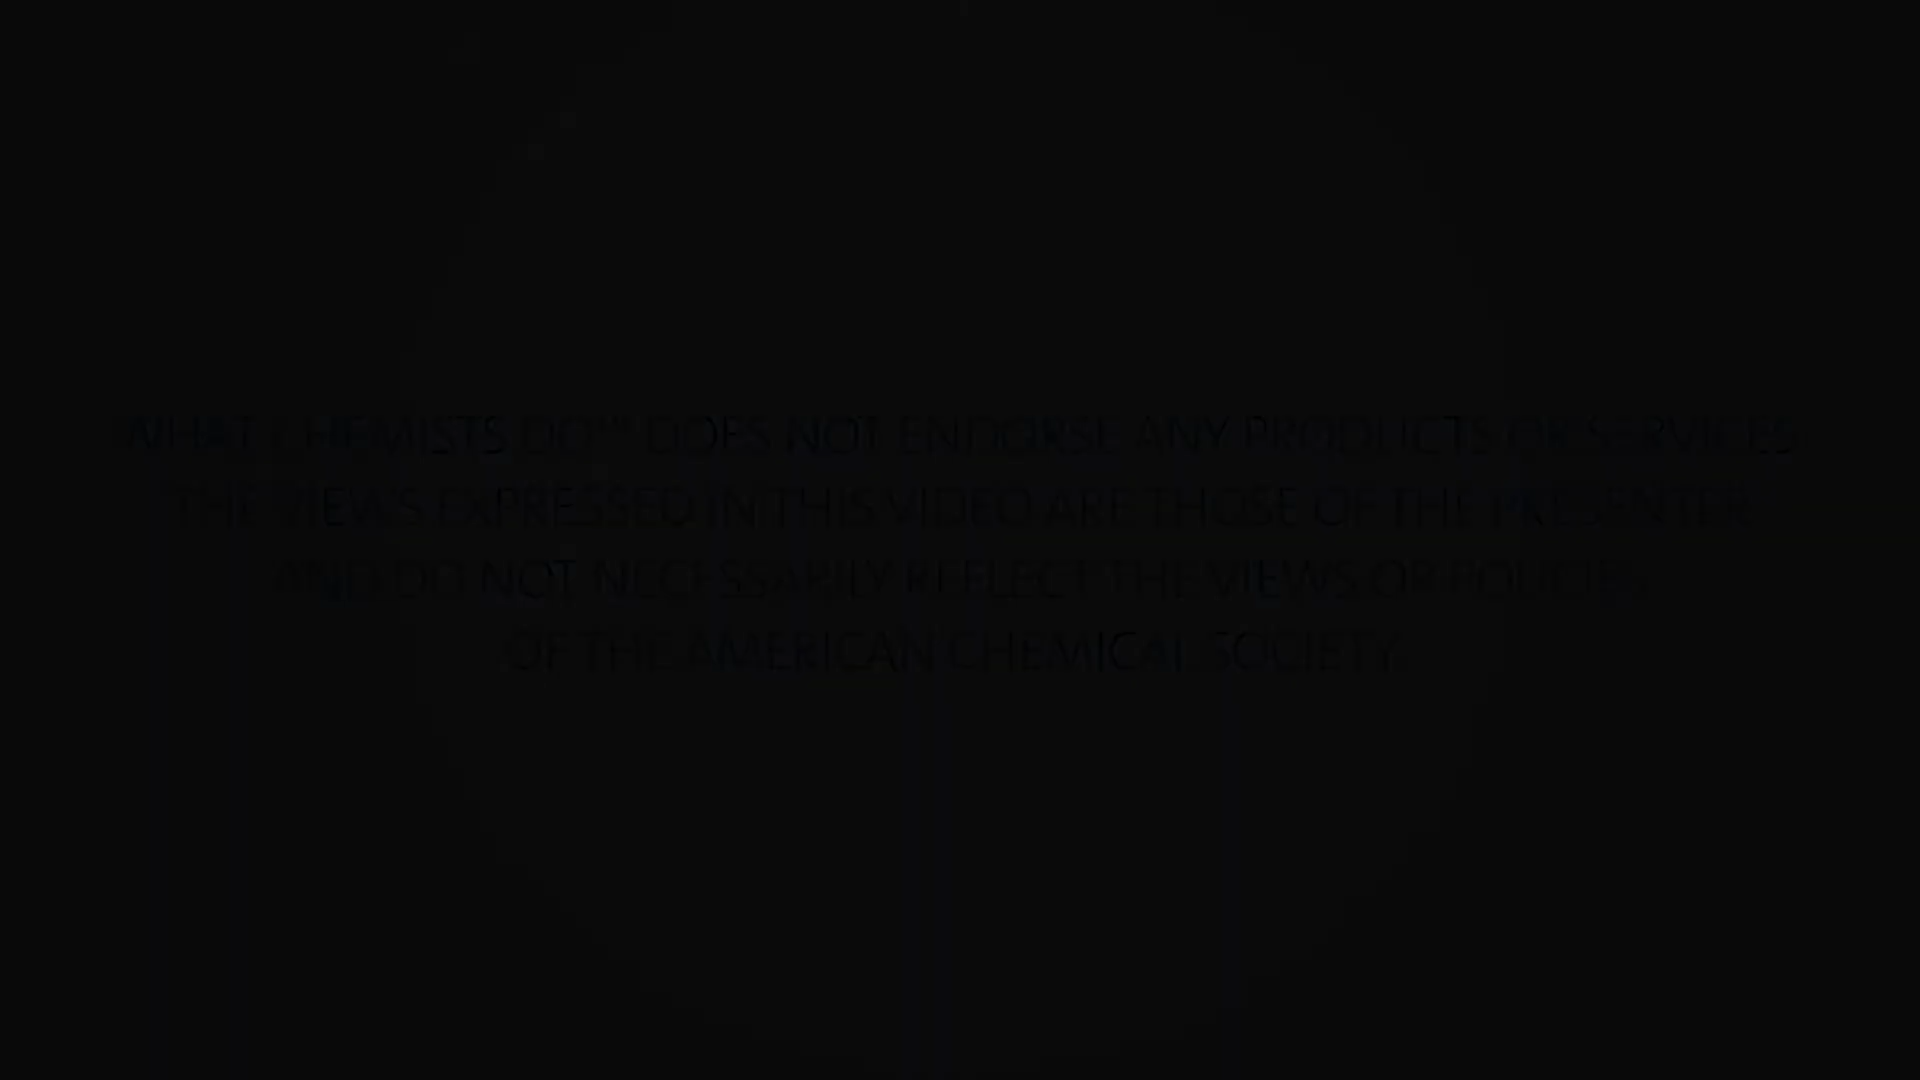 "WHAT CHEMISTS DO" DOES NOT ENDORSE ANY PRODUCTS OR SERVICES
THE VIEWS EXPRESSED IN THIS VIDEO ARE THOSE OF THE PRESENTER
AND DO NOT NECESSARILY REFLECT THE VIEWS OR POLICIES
OF THE AMERICAN CHEMICAL SOCIETY